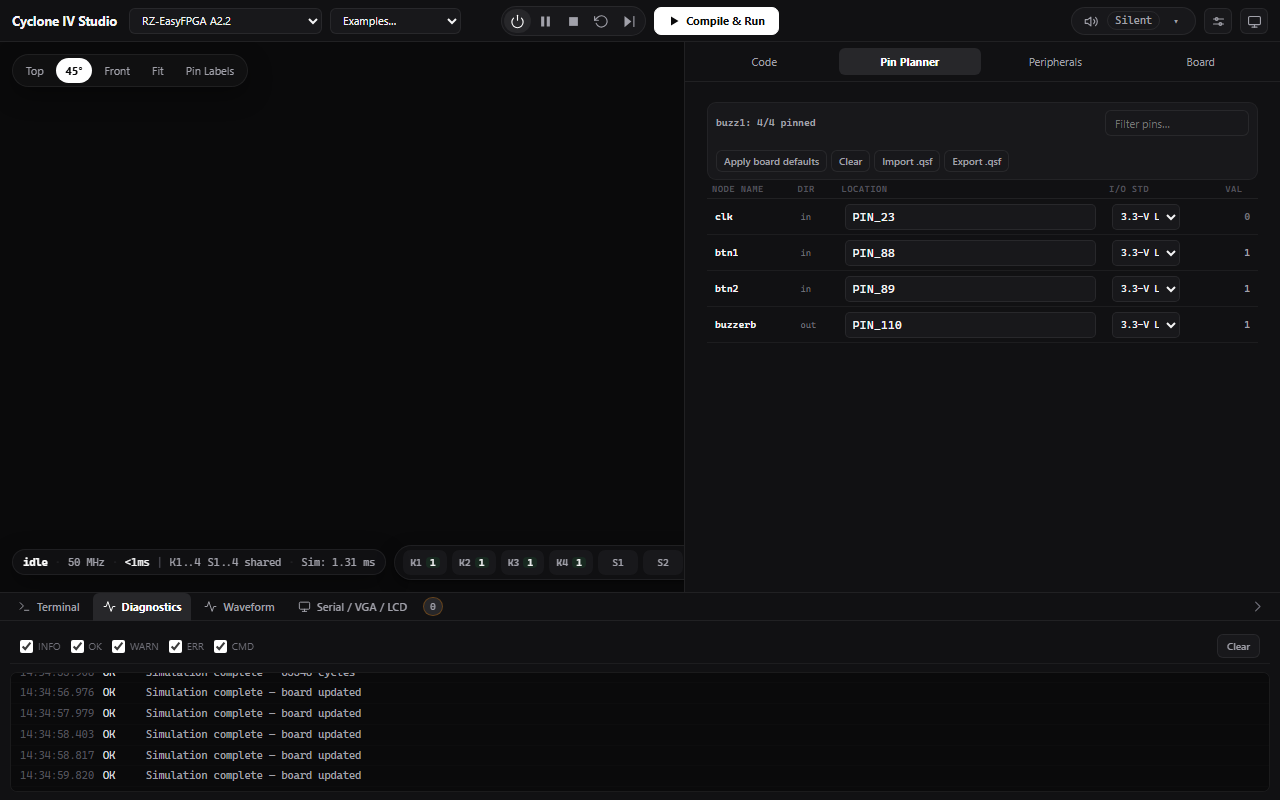 Cyclone IV Studio RZ-EasyFPGA A2.2 Examples... Compile & Run Silent
Top 45° Front Fit Pin Labels
Code Pin Planner Peripherals Board
buzz1: 4/4 pinned Filter pins...
Apply board defaults Clear Import .qsf Export .qsf
NODE NAME DIR LOCATION I/O STD VAL
clk in PIN_23 3.3-V L 0
btn1 in PIN_88 3.3-V L 1
btn2 in PIN_89 3.3-V L 1
buzzerb out PIN_110 3.3-V L 1
idle · 50 MHz · <1ms | K1..4 S1..4 shared · Sim: 1.31 ms K1 1 K2 1 K3 1 K4 1 S1 S2
Terminal Diagnostics Waveform Serial / VGA / LCD 0
INFO OK WARN ERR CMD Clear
OK Simulation complete — cycles
14:34:56.976 OK Simulation complete — board updated
14:34:57.979 OK Simulation complete — board updated
14:34:58.403 OK Simulation complete — board updated
14:34:58.817 OK Simulation complete — board updated
14:34:59.820 OK Simulation complete — board updated